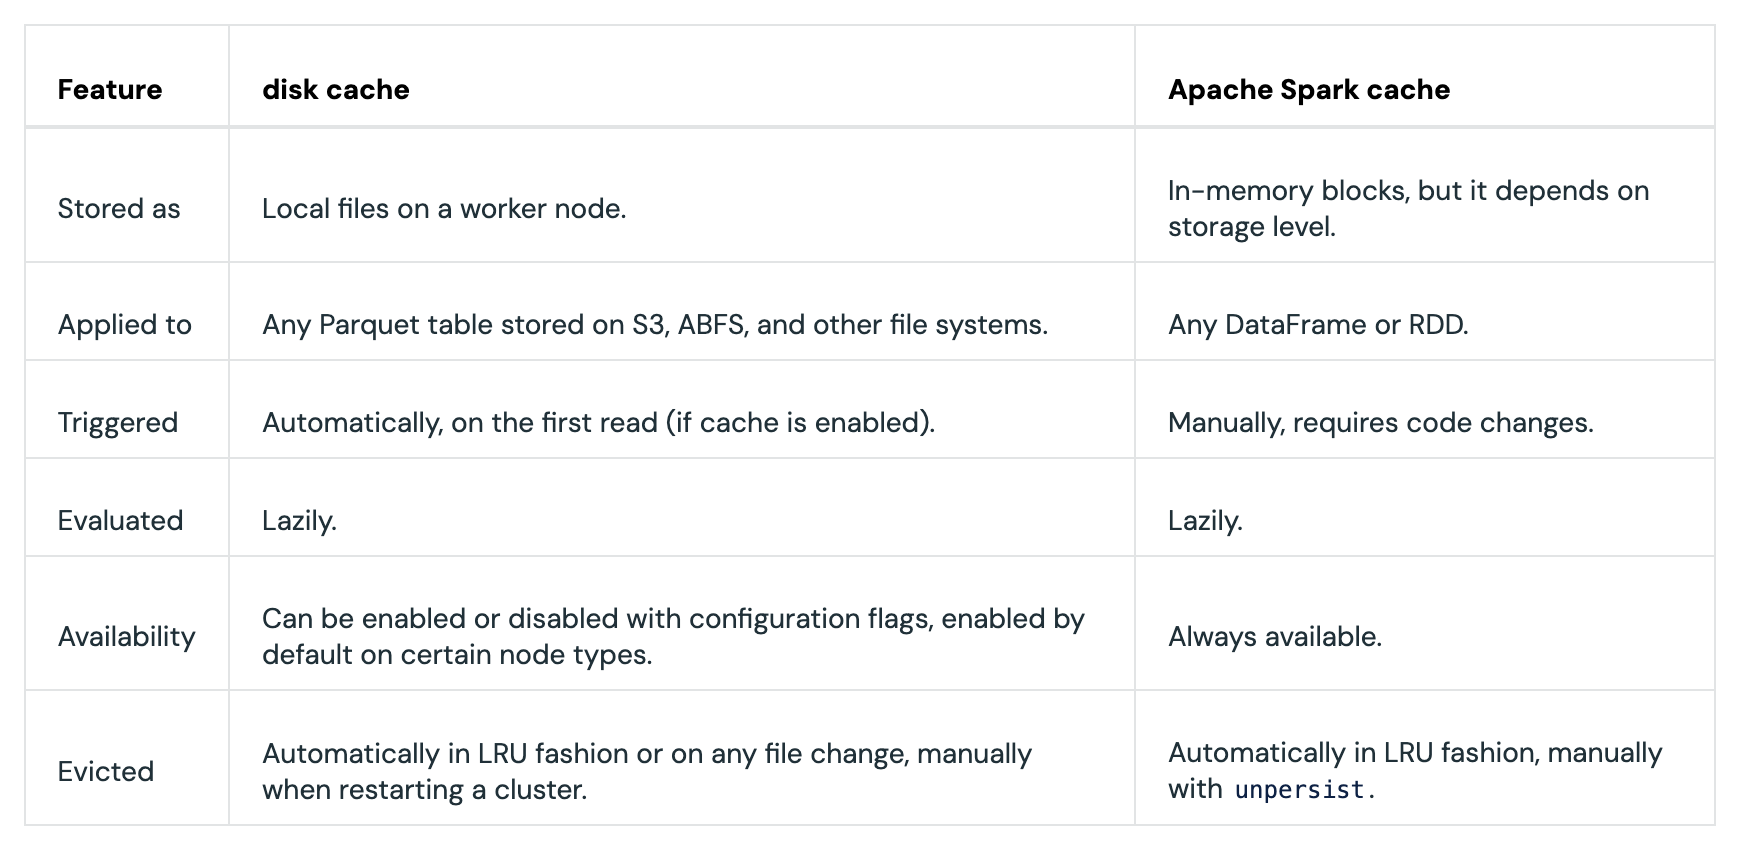 Feature
disk cache
Apache Spark cache
Stored as
Local files on a worker node.
In-memory blocks, but it depends on
storage level.
Applied to
Any Parquet table stored on S3, ABFS, and other file systems.
Any DataFrame or RDD.
Triggered
Automatically, on the first read (if cache is enabled).
Manually, requires code changes.
Evaluated
Lazily.
Lazily.
Availability
Can be enabled or disabled with configuration flags, enabled by
default on certain node types.
Always available.
Evicted
Automatically in LRU fashion or on any file change, manually
when restarting a cluster.
Automatically in LRU fashion, manually
with unpersist.